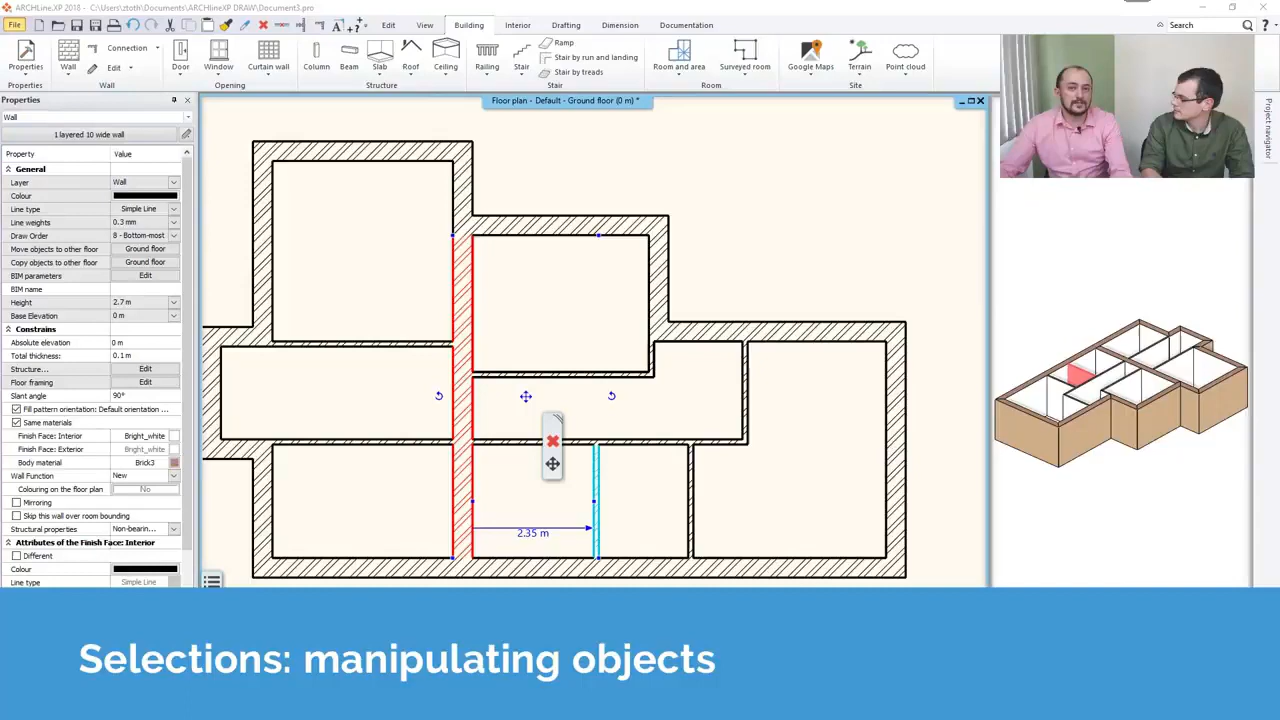 ARCHline.XP 2018 - C:\Users\ztoth\Documents\ARCHlineXP DRAW\Document3.pro
File
Edit
View
Building
Interior
Drafting
Dimension
Documentation
Search
Properties
Wall
Connection
Edit
Door
Window
Curtain wall
Column
Beam
Slab
Roof
Ceiling
Railing
Stair
Ramp
Stair by run and landing
Stair by treads
Room and area
Surveyed room
Google Maps
Terrain
Point cloud
Properties
Wall
Opening
Structure
Stair
Room
Site
Properties
Floor plan - Default - Ground floor (0 m) *
Project navigator
Wall
1 layered 10 wide wall
Property Value
General
Layer Wall
Colour
Line type Simple Line
Line weights 0.3 mm
Draw Order 8 - Bottom-most
Move objects to other floor Ground floor
Copy objects to other floor Ground floor
BIM parameters Edit
BIM name
Height 2.7 m
Base Elevation 0 m
Constrains
Absolute elevation 0 m
Total thickness: 0.1 m
Structure... Edit
Floor framing Edit
Slant angle 90°
Fill pattern orientation: Default orientation ...
Same materials
Finish Face: Interior Bright_white
Finish Face: Exterior Bright_white
Body material Brick3
Wall Function New
Colouring on the floor plan No
Mirroring
Skip this wall over room bounding
Structural properties Non-bearin...
Attributes of the Finish Face: Interior
Different
Colour
Line type Simple Line
2.35 m
Selections: manipulating objects